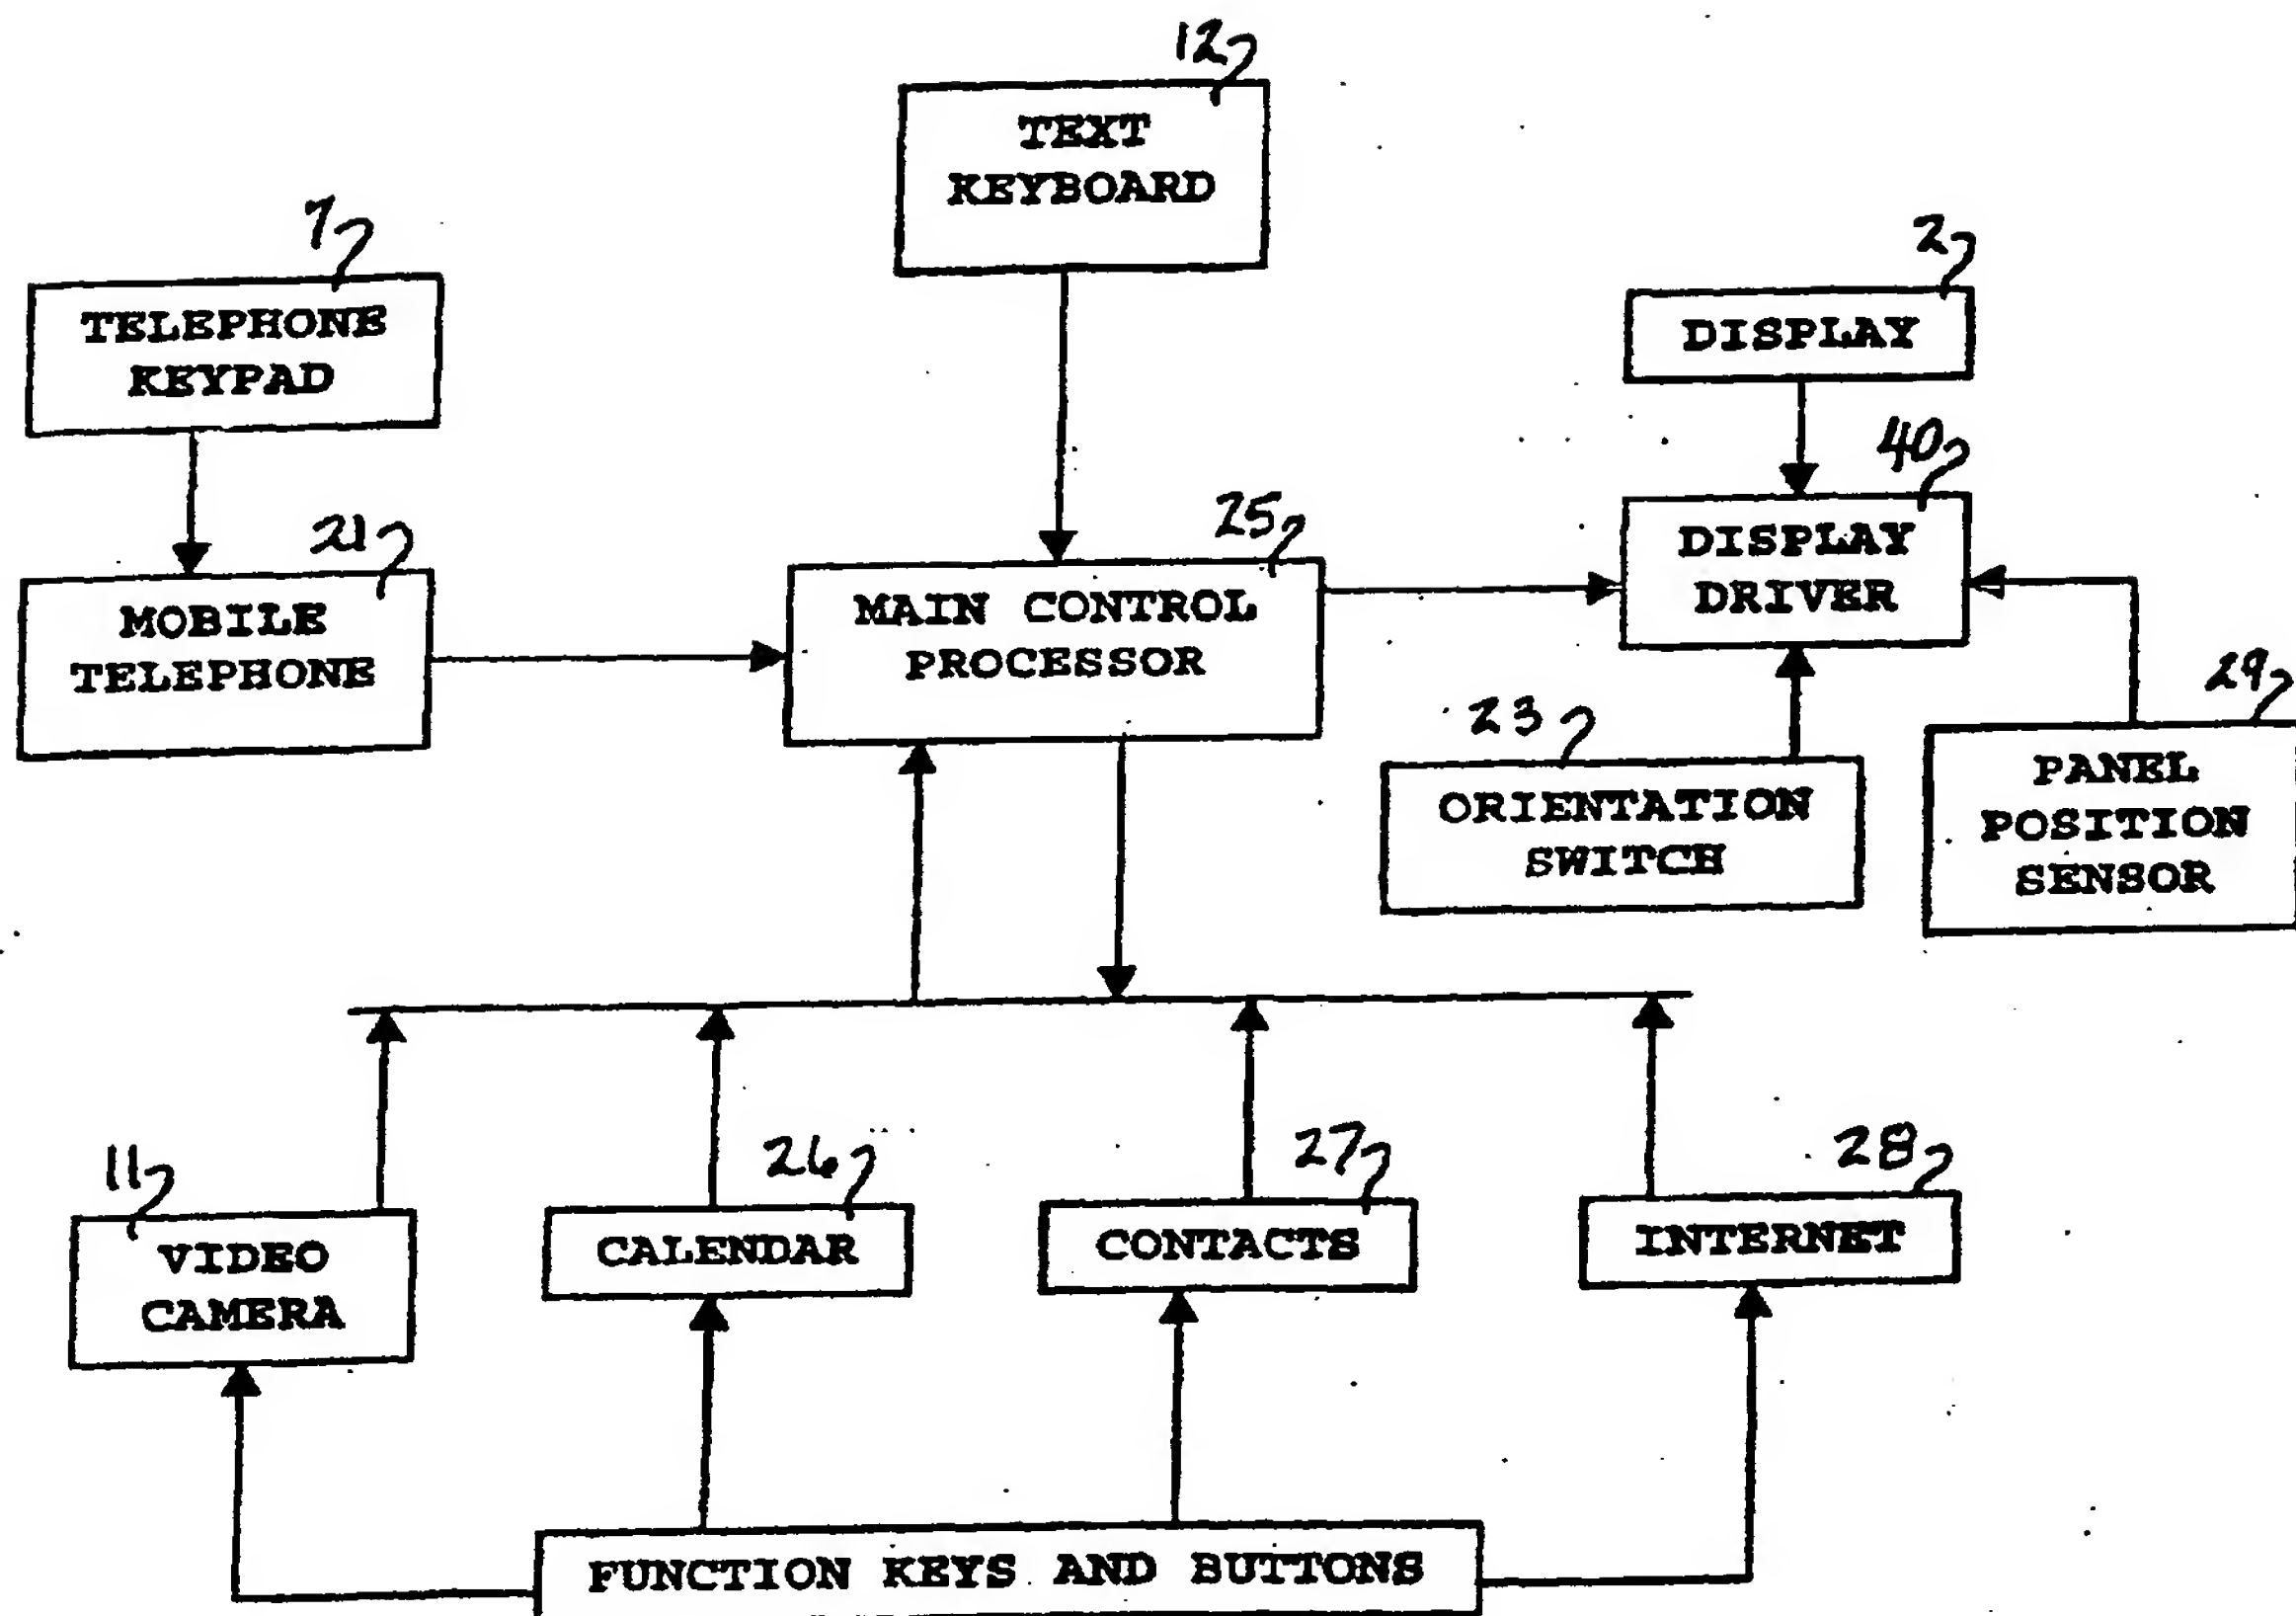 12
TEXT
KEYBOARD
7
TELEPHONE
KEYPAD
2
DISPLAY
21
MOBILE
TELEPHONE
25
MAIN CONTROL
PROCESSOR
40
DISPLAY
DRIVER
23
ORIENTATION
SWITCH
29
PANEL
POSITION
SENSOR
11
VIDEO
CAMERA
26
CALENDAR
27
CONTACTS
28
INTERNET
FUNCTION KEYS AND BUTTONS